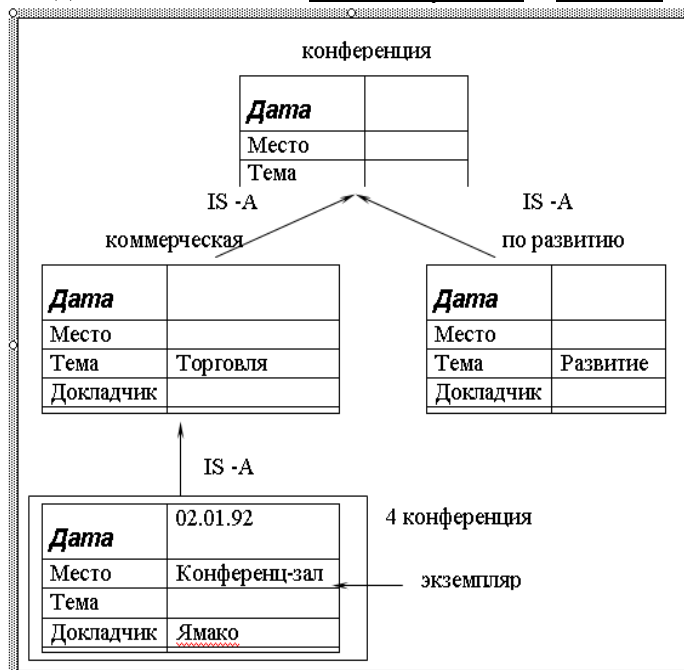 конференция
Дата
Место
Тема
IS -A IS -A
коммерческая по развитию
Дата Дата
Место Место
Тема Торговля Тема Развитие
Докладчик Докладчик
IS -A
02.01.92 4 конференция
Дата
Место Конференц-зал экземпляр
Тема
Докладчик Ямако